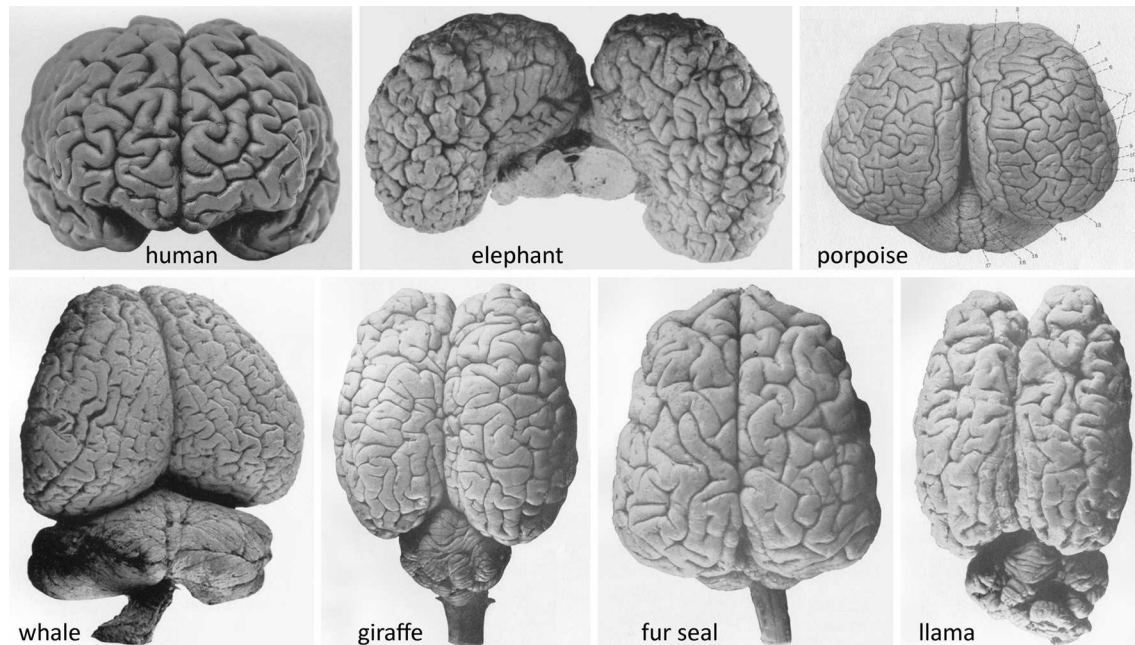 human
elephant
porpoise
whale
giraffe
fur seal
llama